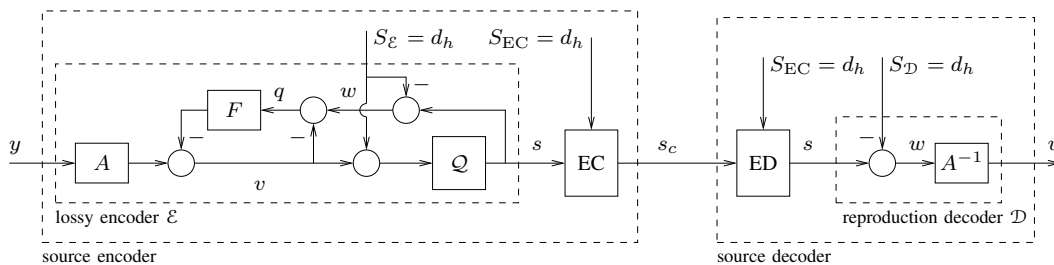 S_ℰ = d_h
S_EC = d_h
S_EC = d_h
S_𝒟 = d_h
q
w
F
y
A
v
𝒬
s
EC
s_c
ED
s
w
A^{-1}
− − − −
lossy encoder ℰ
reproduction decoder 𝒟
source encoder
source decoder